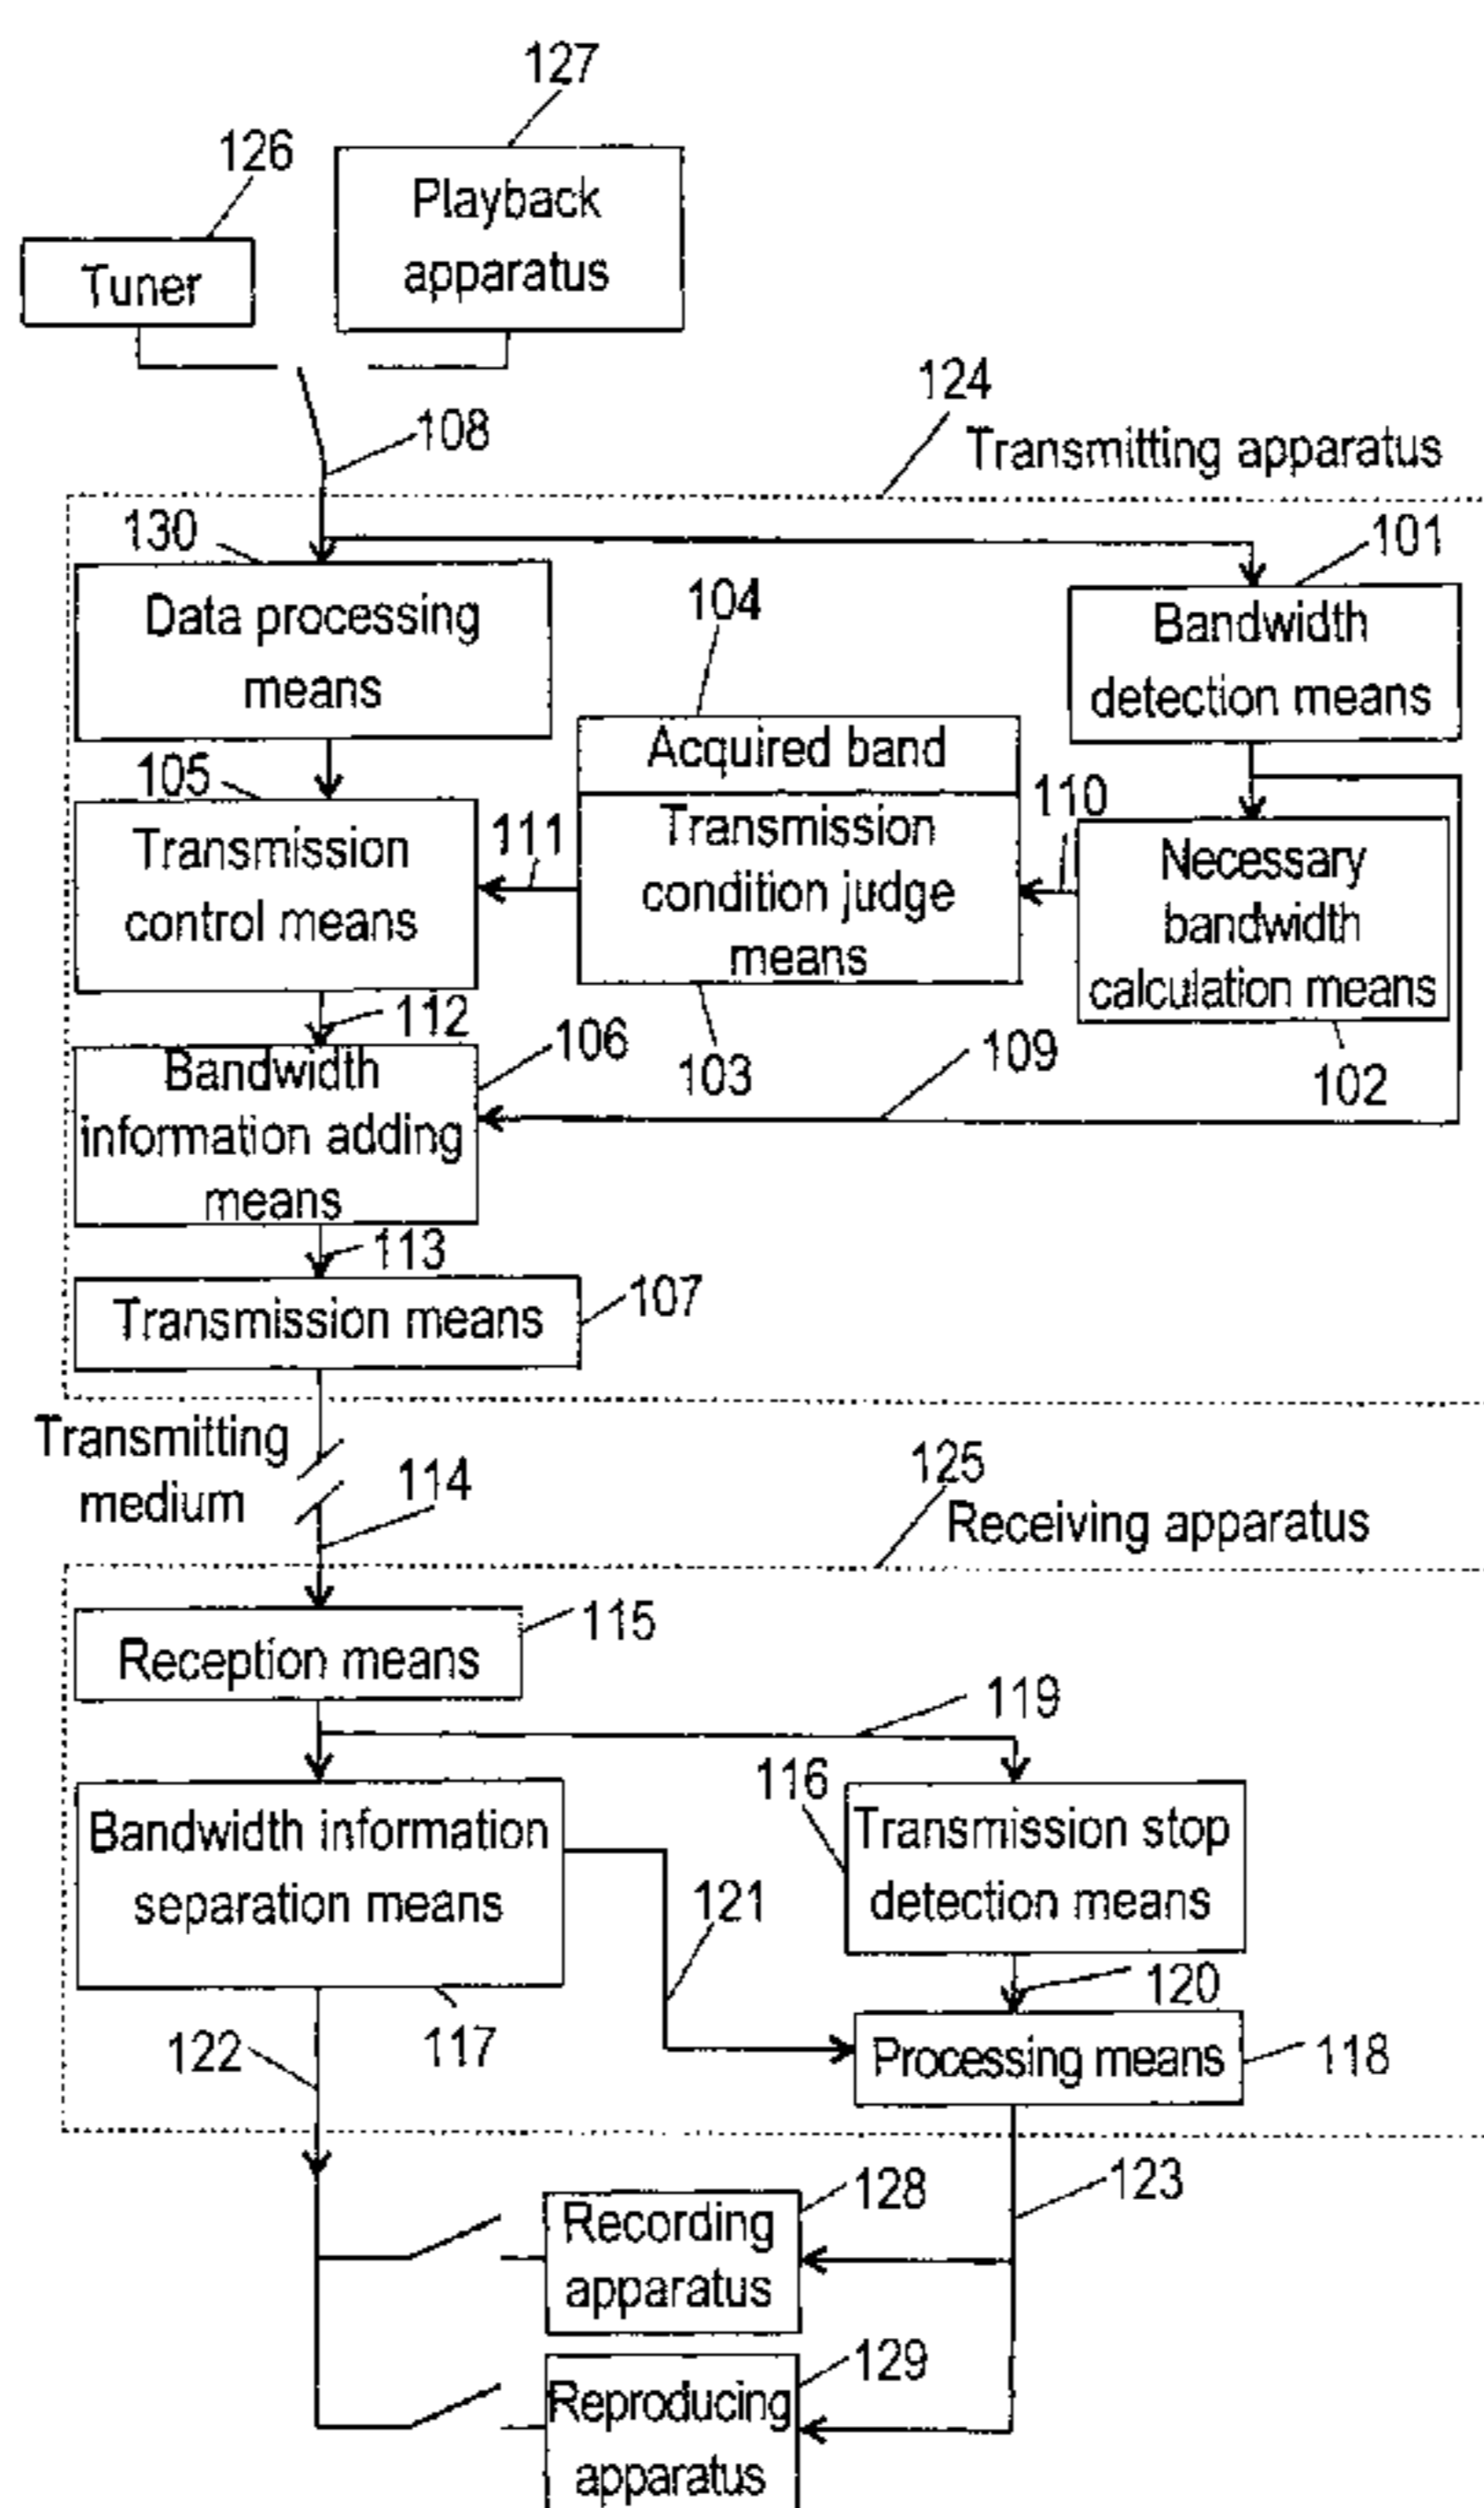 127
126
Playback
apparatus
Tuner
108
124
Transmitting apparatus
130
101
Data processing
means
104
Bandwidth
detection means
Acquired band
105
110
Transmission
control means
111
Transmission
condition judge
means
Necessary
bandwidth
calculation means
112
106
103
109
102
Bandwidth
information adding
means
113
Transmission means
107
Transmitting
medium
114
125
Receiving apparatus
115
Reception means
119
116
Bandwidth information
separation means
Transmission stop
detection means
121
120
122
117
Processing means
118
123
128
Recording
apparatus
129
Reproducing
apparatus